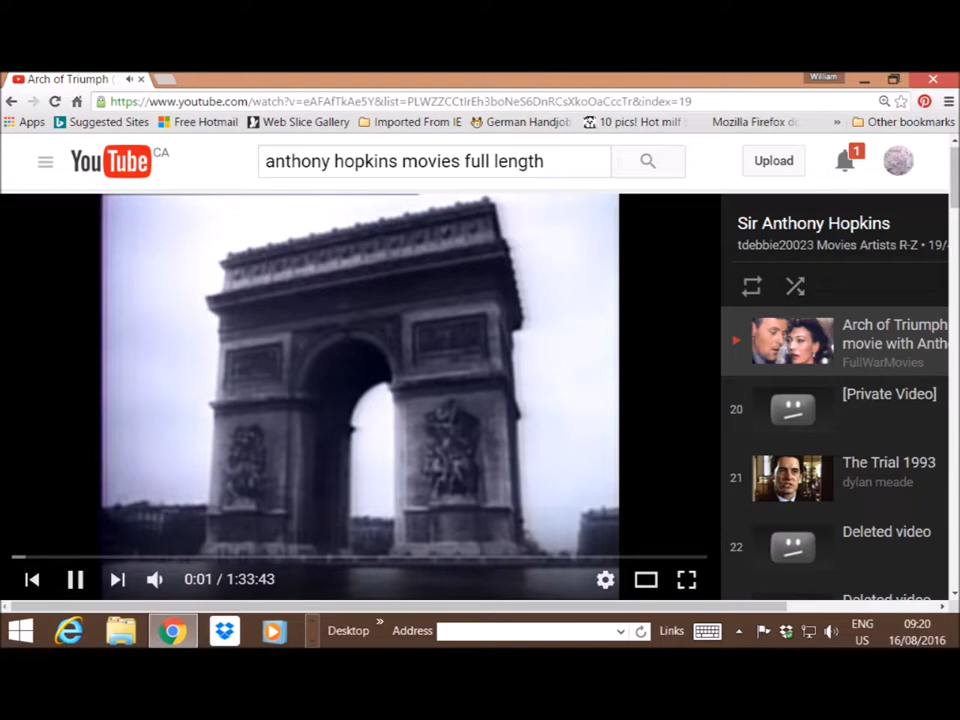 Arch of Triumph (
William
https://www.youtube.com/watch?v=eAFAfTkAe5Y&list=PLWZZCCtIrEh3boNeS6DnRCsXkoOaCccTr&index=19
Apps Suggested Sites Free Hotmail Web Slice Gallery Imported From IE German Handjob 10 pics! Hot milf s Mozilla Firefox do » Other bookmarks
YouTube CA
anthony hopkins movies full length
Upload
1
Sir Anthony Hopkins
tdebbie20023 Movies Artists R-Z • 19/
Arch of Triumph
movie with Anth
FullWarMovies
20 [Private Video]
21 The Trial 1993
dylan meade
22 Deleted video
Deleted video
0:01 / 1:33:43
Desktop » Address Links ENG US 09:20 16/08/2016